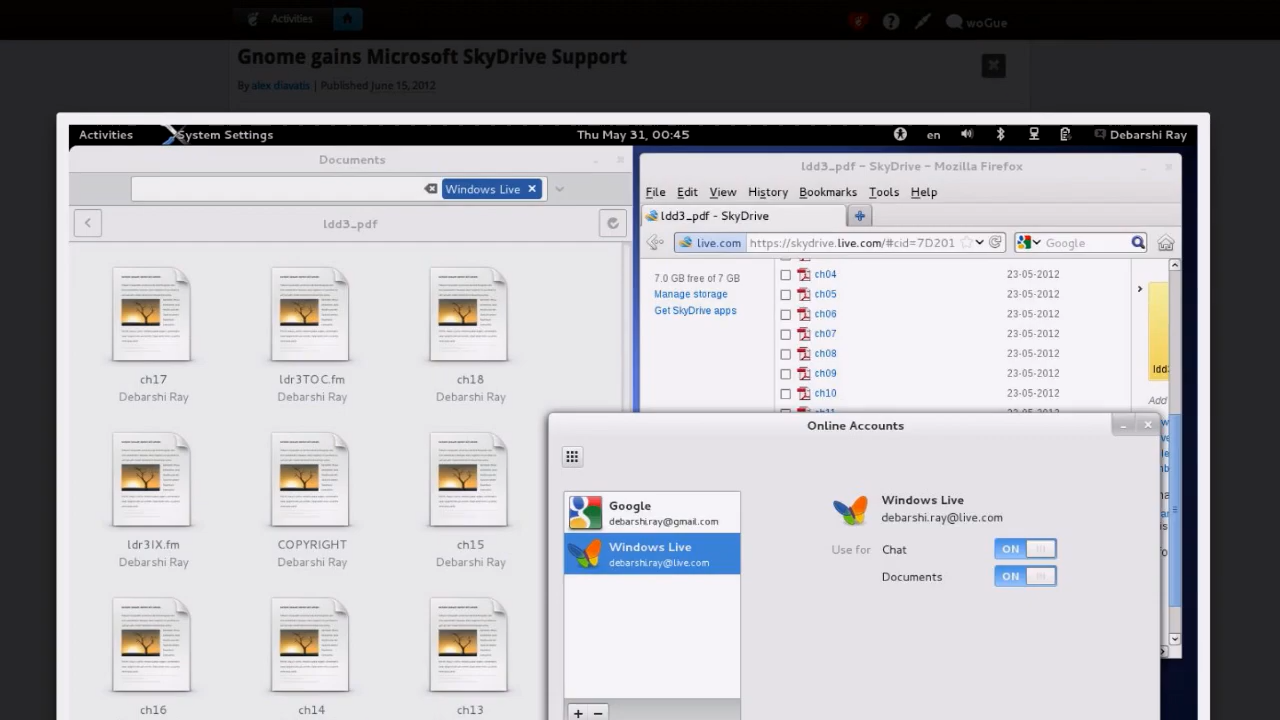 Activities
woGue
Gnome gains Microsoft SkyDrive Support
By alex diavatis | Published June 15, 2012
Activities
System Settings
Thu May 31, 00:45
en
Debarshi Ray
Documents
Windows Live
ldd3_pdf
ch17
Debarshi Ray
ldr3TOC.fm
Debarshi Ray
ch18
Debarshi Ray
ldr3IX.fm
Debarshi Ray
COPYRIGHT
Debarshi Ray
ch15
Debarshi Ray
ch16
ch14
ch13
ldd3_pdf - SkyDrive - Mozilla Firefox
File Edit View History Bookmarks Tools Help
ldd3_pdf - SkyDrive
live.com https://skydrive.live.com/#cid=7D201
Google
7.0 GB free of 7 GB
Manage storage
Get SkyDrive apps
ch04 23-05-2012
ch05 23-05-2012
ch06 23-05-2012
ch07 23-05-2012
ch08 23-05-2012
ch09 23-05-2012
ch10 23-05-2012
ch11
Add
Online Accounts
Google
debarshi.ray@gmail.com
Windows Live
debarshi.ray@live.com
Windows Live
debarshi.ray@live.com
Use for Chat ON
Documents ON